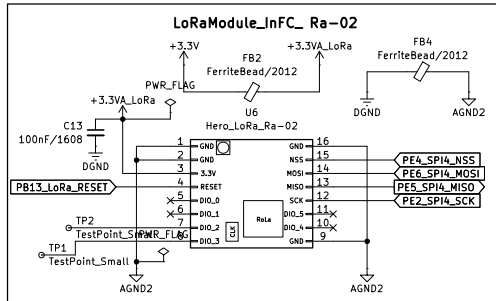 LoRaModule_InFC_ Ra-02
+3.3V
+3.3VA_LoRa
FB2
FerriteBead/2012
FB4
FerriteBead/2012
DGND
AGND2
PWR_FLAG
+3.3VA_LoRa
C13
100nF/1608
DGND
U6
Hero_LoRa_Ra-02
1 GND
2 GND
3 3.3V
4 RESET
5 DIO_0
6 DIO_1
7 DIO_2
8 DIO_3
GND 16
NSS 15
MOSI 14
MISO 13
SCK 12
DIO_5 11
DIO_4 10
GND 9
RoLa
CLK
PB13_LoRa_RESET
PE4_SPI4_NSS
PE6_SPI4_MOSI
PE5_SPI4_MISO
PE2_SPI4_SCK
TP2
TestPoint_Small
PWR_FLAG
TP1
TestPoint_Small
AGND2
AGND2